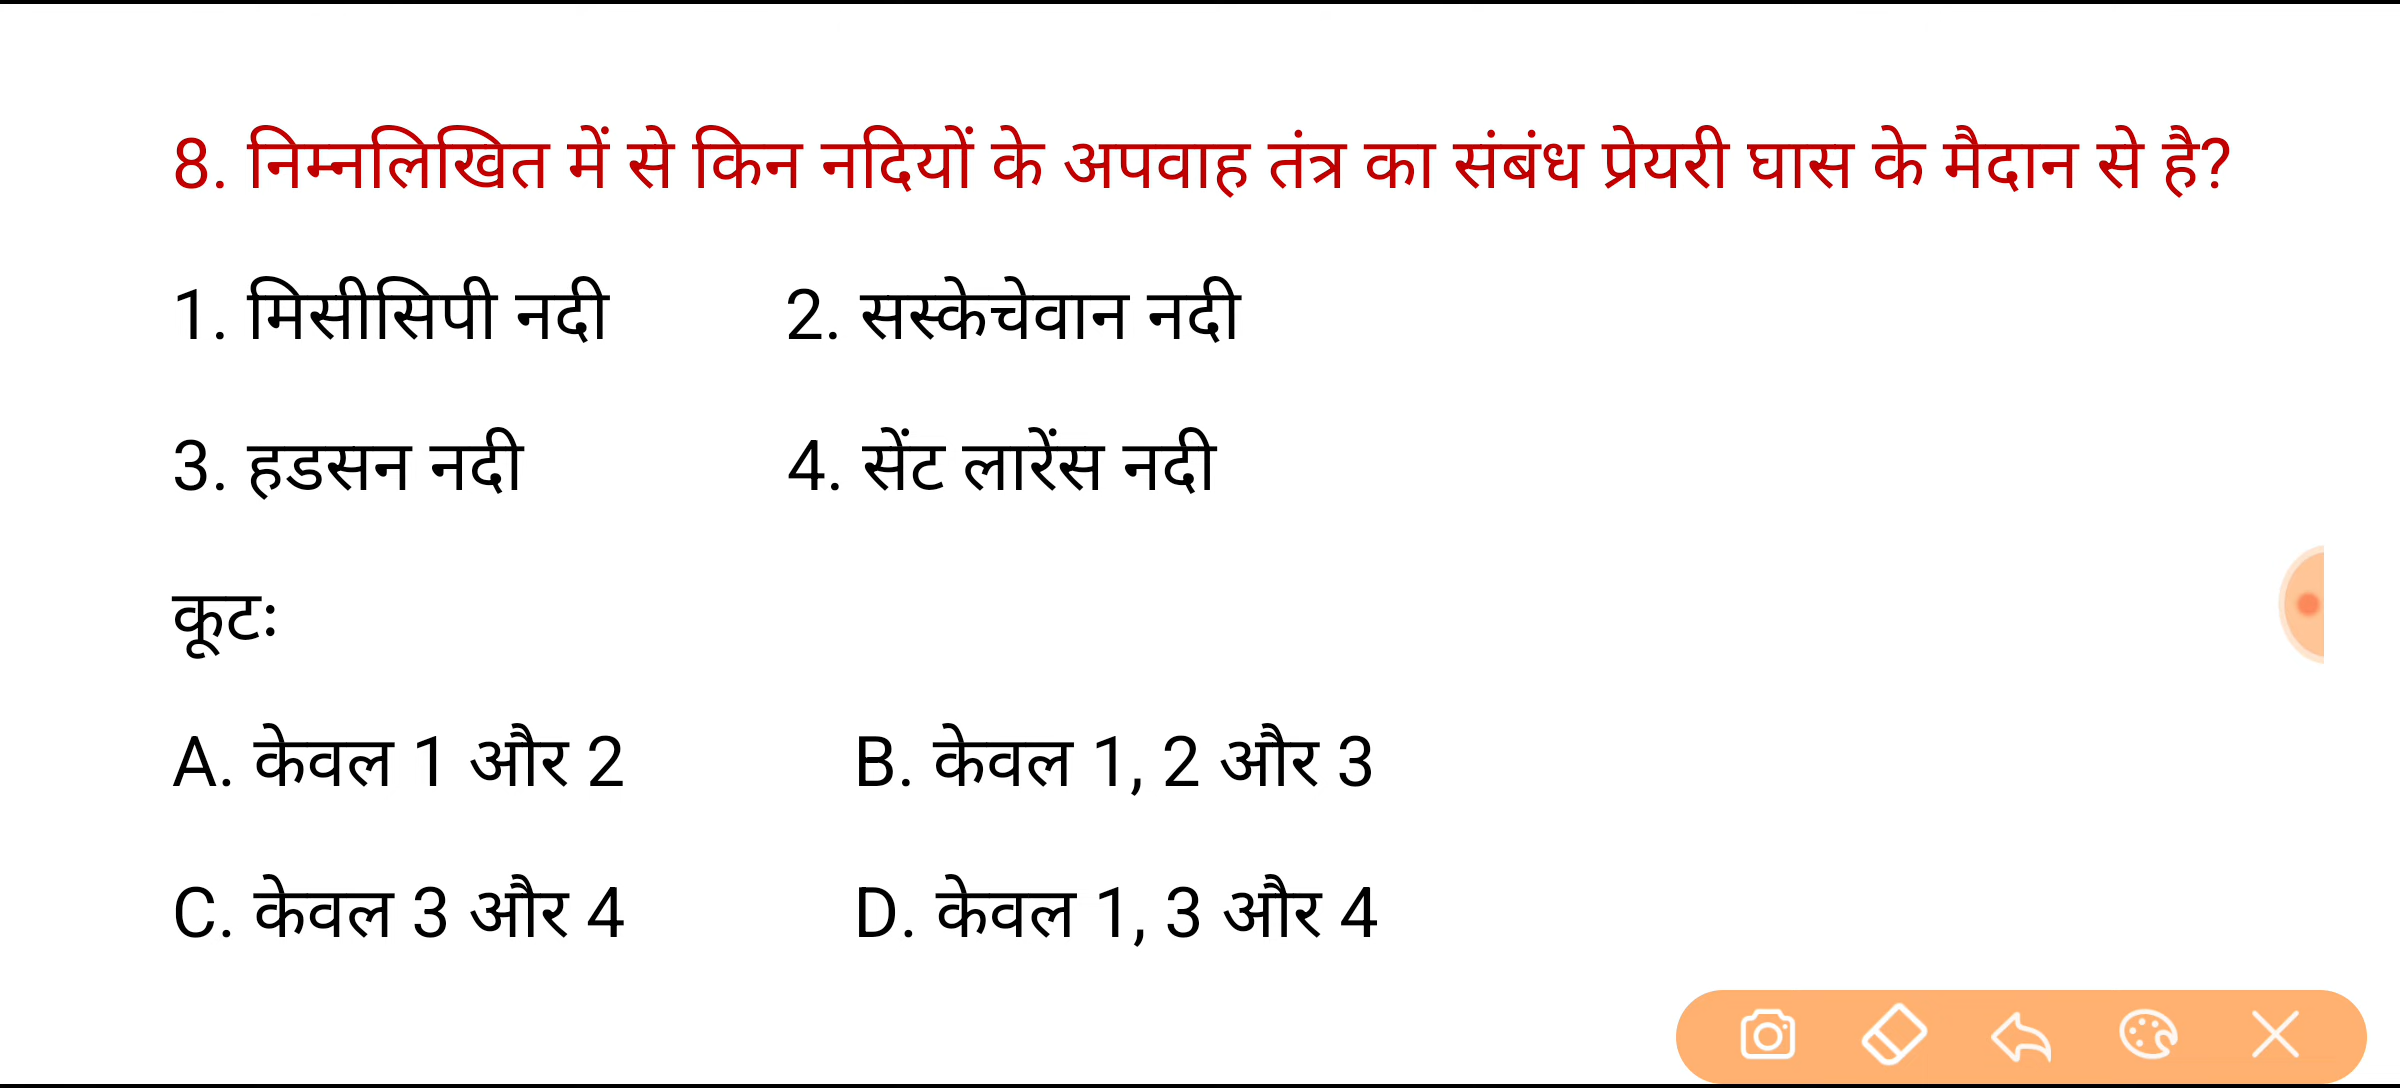 8. निम्नलिखित में से किन नदियों के अपवाह तंत्र का संबंध प्रेयरी घास के मैदान से है?
1. मिसीसिपी नदी 2. सस्केचेवान नदी
3. हडसन नदी 4. सेंट लारेंस नदी
कूटः
A. केवल 1 और 2 B. केवल 1, 2 और 3
C. केवल 3 और 4 D. केवल 1, 3 और 4